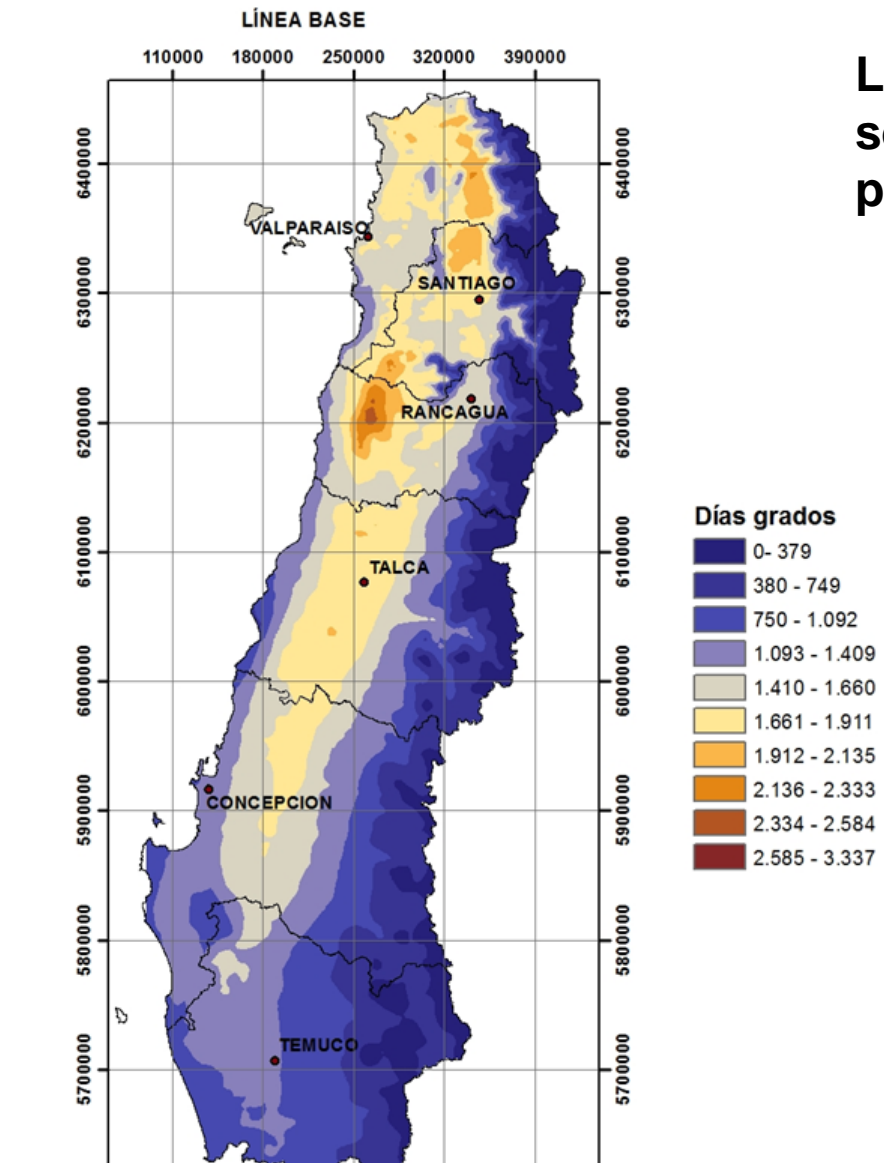 LÍNEA BASE
110000 180000 250000 320000 390000
L
s
p
6400000 6400000
VALPARAISO
6300000 SANTIAGO 6300000
6200000 RANCAGUA 6200000
Días grados
0- 379
6100000 TALCA 6100000
380 - 749
750 - 1.092
1.093 - 1.409
6000000 6000000
1.410 - 1.660
1.661 - 1.911
1.912 - 2.135
5900000 CONCEPCION 5900000
2.136 - 2.333
2.334 - 2.584
2.585 - 3.337
5800000 5800000
TEMUCO
5700000 5700000